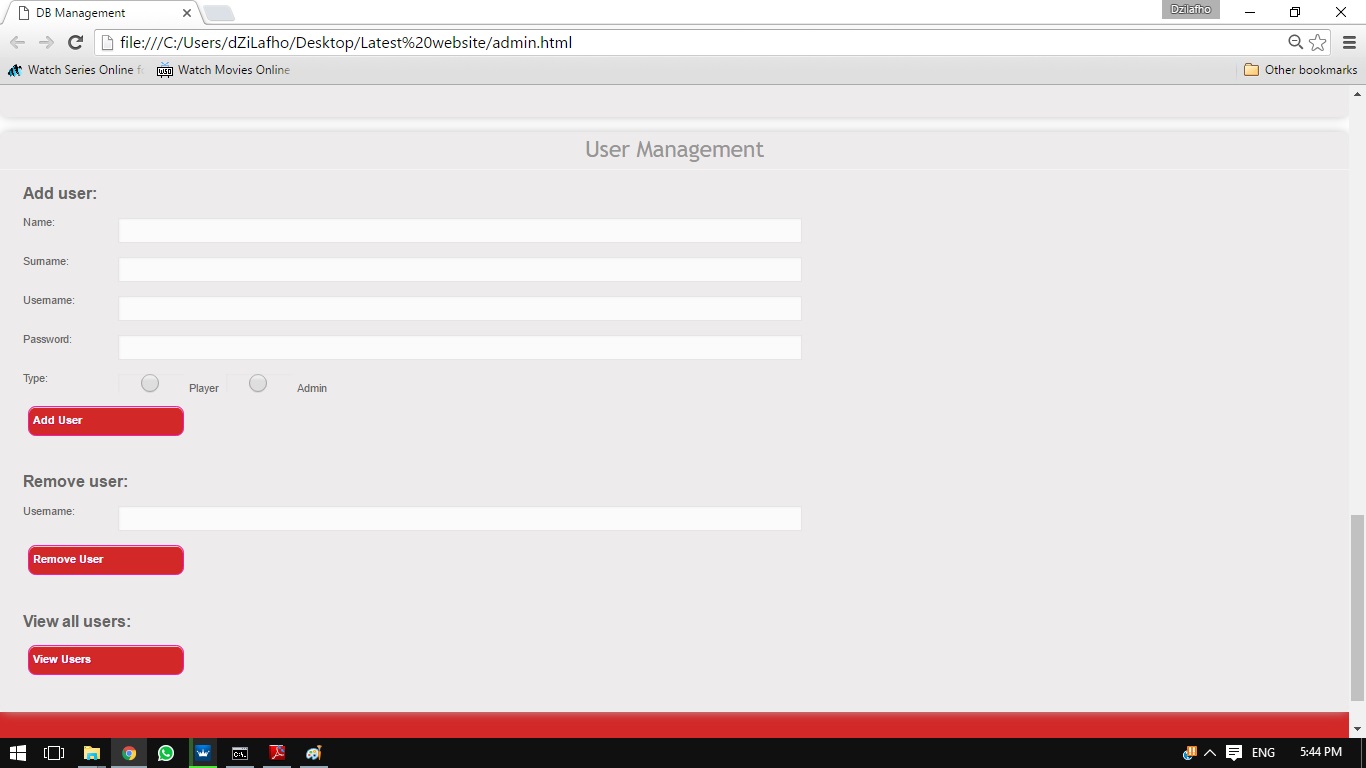 DB Management
Dzilafho
file:///C:/Users/dZiLafho/Desktop/Latest%20website/admin.html
Watch Series Online f
Watch Movies Online
Other bookmarks
User Management
Add user:
Name:
Surname:
Username:
Password:
Type:
Player
Admin
Add User
Remove user:
Username:
Remove User
View all users:
View Users
ENG
5:44 PM